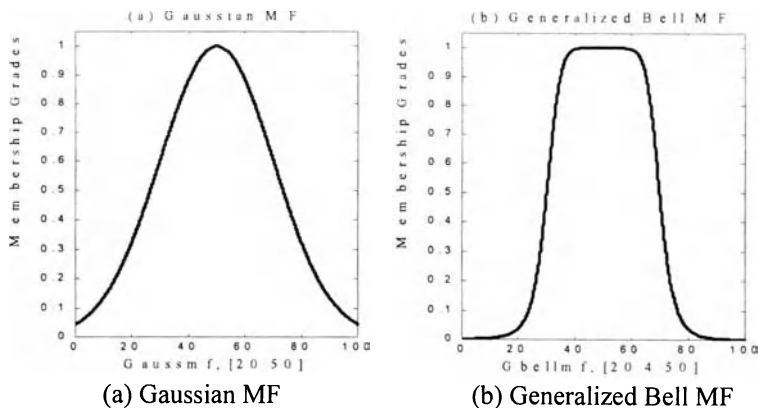 (a) Gaussian MF
Membership Grades
1
0.9
0.8
0.7
0.6
0.5
0.4
0.3
0.2
0.1
0
0 20 40 60 80 100
Gaussmf, [20 50]
(a) Gaussian MF
(b) Generalized Bell MF
Membership Grades
1
0.9
0.8
0.7
0.6
0.5
0.4
0.3
0.2
0.1
0
0 20 40 60 80 100
Gbellmf, [20 4 50]
(b) Generalized Bell MF